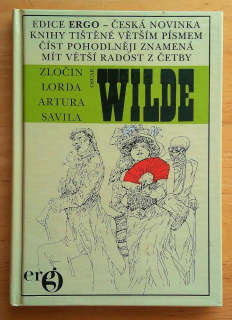 EDICE ERGO – ČESKÁ NOVINKA
KNIHY TIŠTĚNÉ VĚTŠÍM PÍSMEM
ČÍST POHODLNĚJI ZNAMENÁ
MÍT VĚTŠÍ RADOST Z ČETBY
ZLOČIN
LORDA
ARTURA
SAVILA
OSCAR
WILDE
ergo